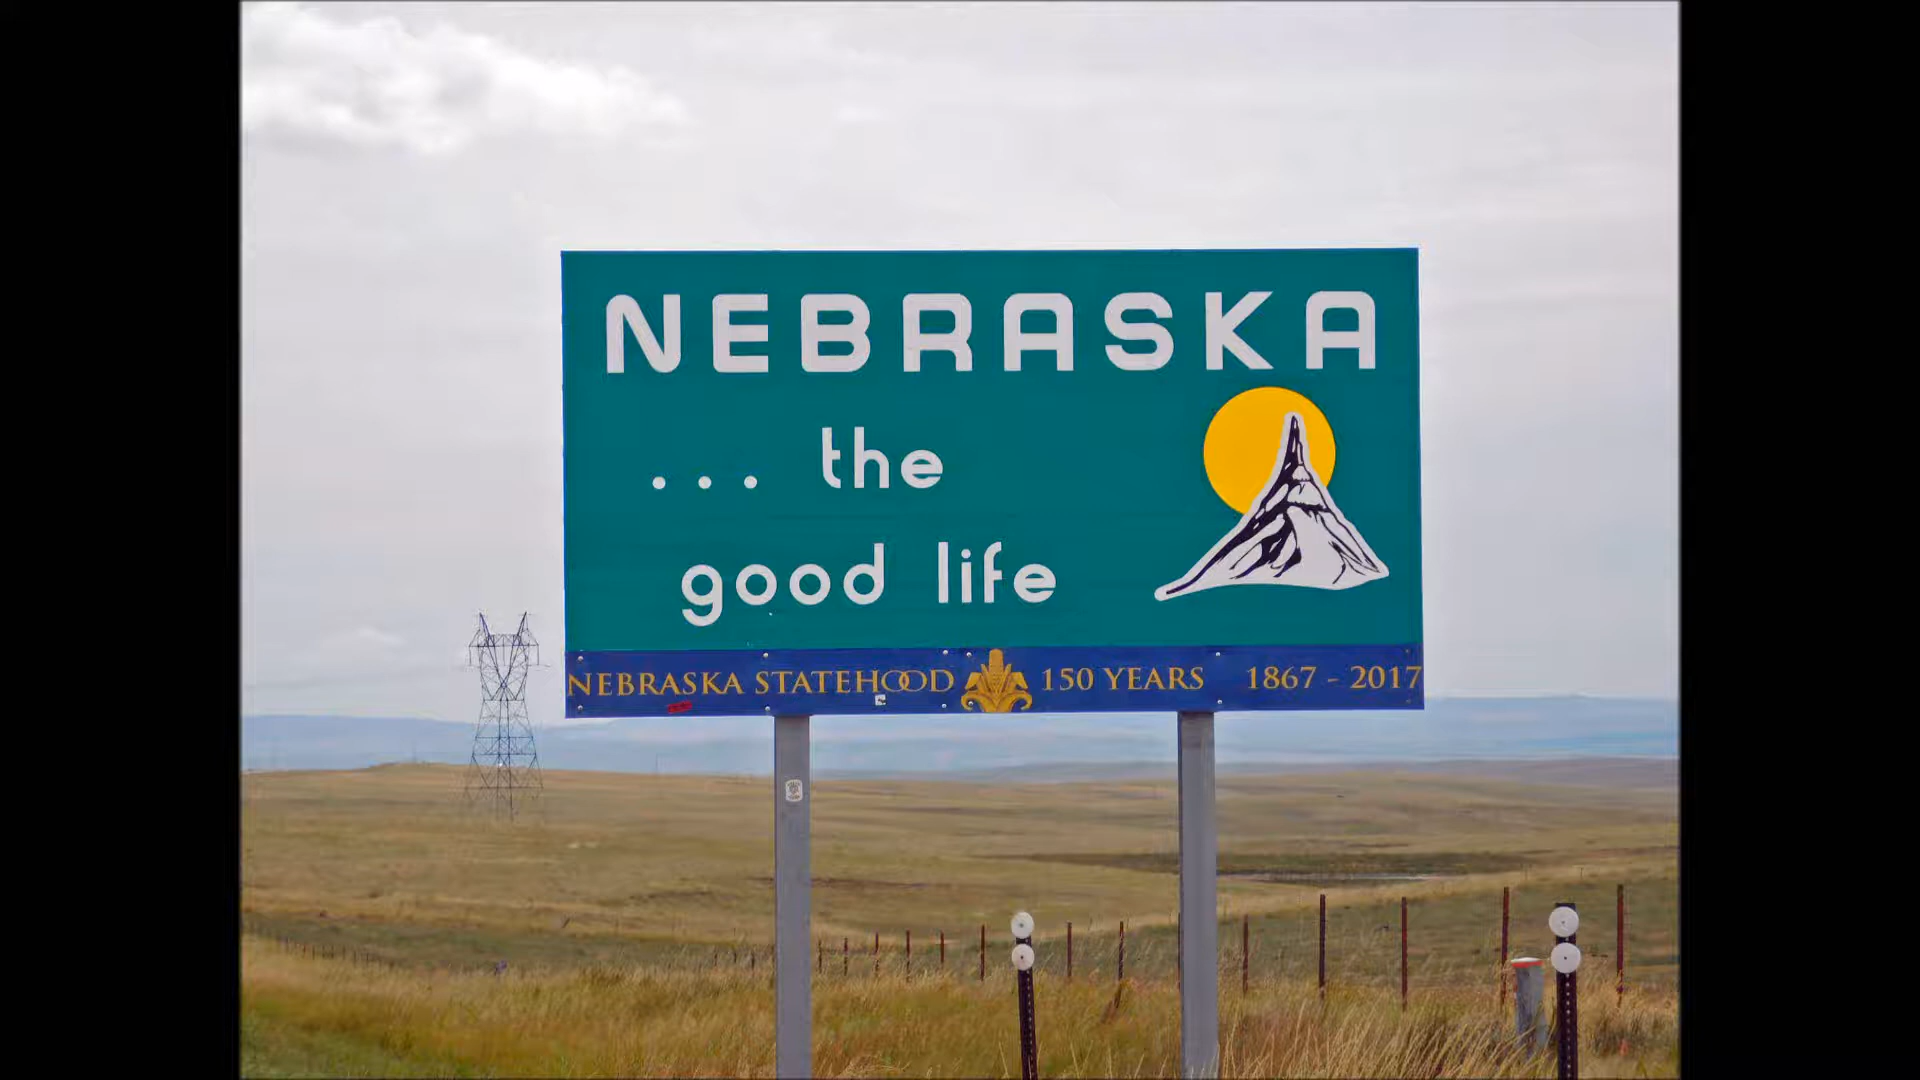 NEBRASKA
... the
good life
NEBRASKA STATEHOOD 150 YEARS 1867 - 2017